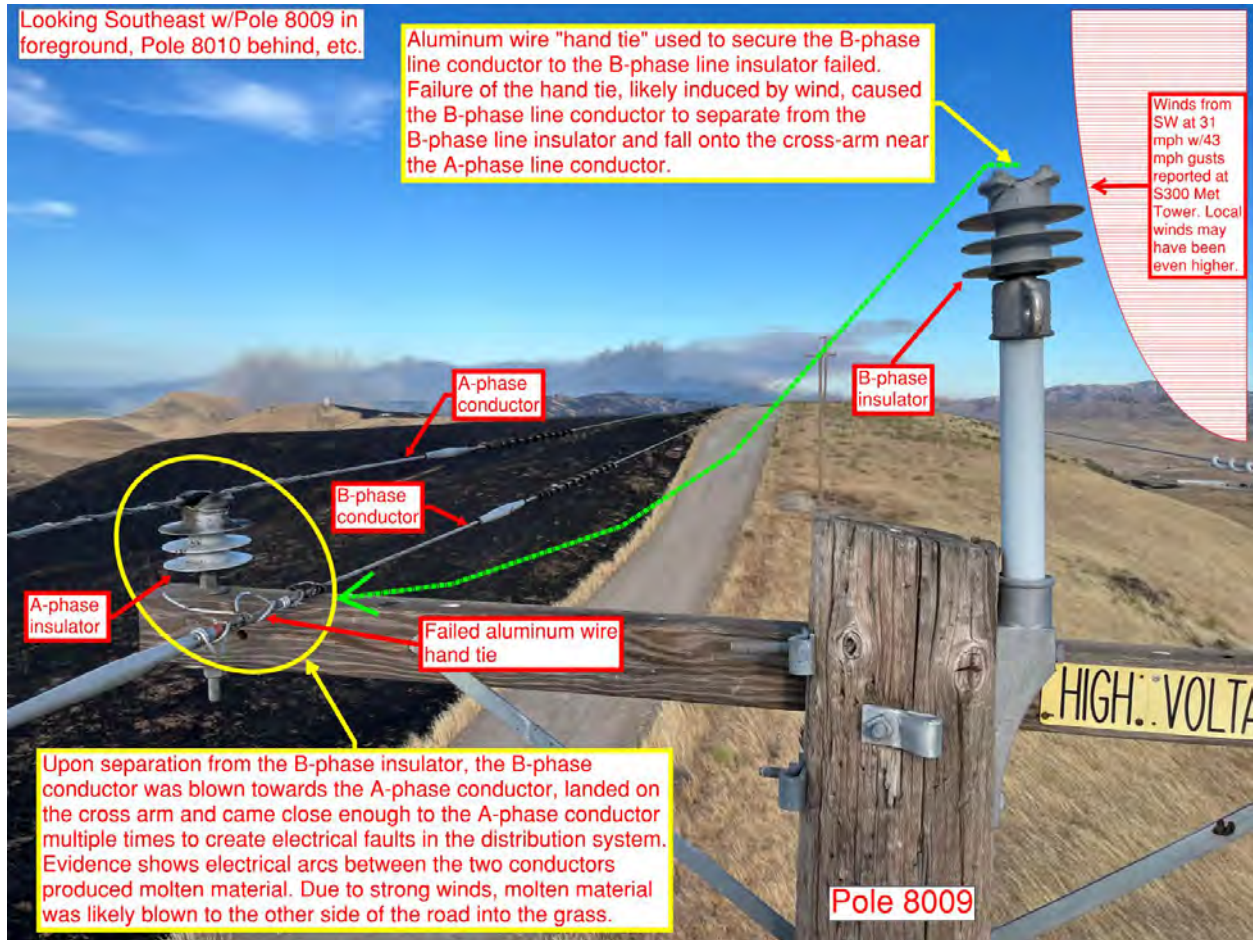 Looking Southeast w/Pole 8009 in
foreground, Pole 8010 behind, etc.
Aluminum wire "hand tie" used to secure the B-phase
line conductor to the B-phase line insulator failed.
Failure of the hand tie, likely induced by wind, caused
the B-phase line conductor to separate from the
B-phase line insulator and fall onto the cross-arm near
the A-phase line conductor.
Winds from
SW at 31
mph w/43
mph gusts
reported at
S300 Met
Tower. Local
winds may
have been
even higher.
A-phase
conductor
B-phase
insulator
B-phase
conductor
A-phase
insulator
Failed aluminum wire
hand tie
HIGH VOLTA
Upon separation from the B-phase insulator, the B-phase
conductor was blown towards the A-phase conductor, landed on
the cross arm and came close enough to the A-phase conductor
multiple times to create electrical faults in the distribution system.
Evidence shows electrical arcs between the two conductors
produced molten material. Due to strong winds, molten material
was likely blown to the other side of the road into the grass.
Pole 8009